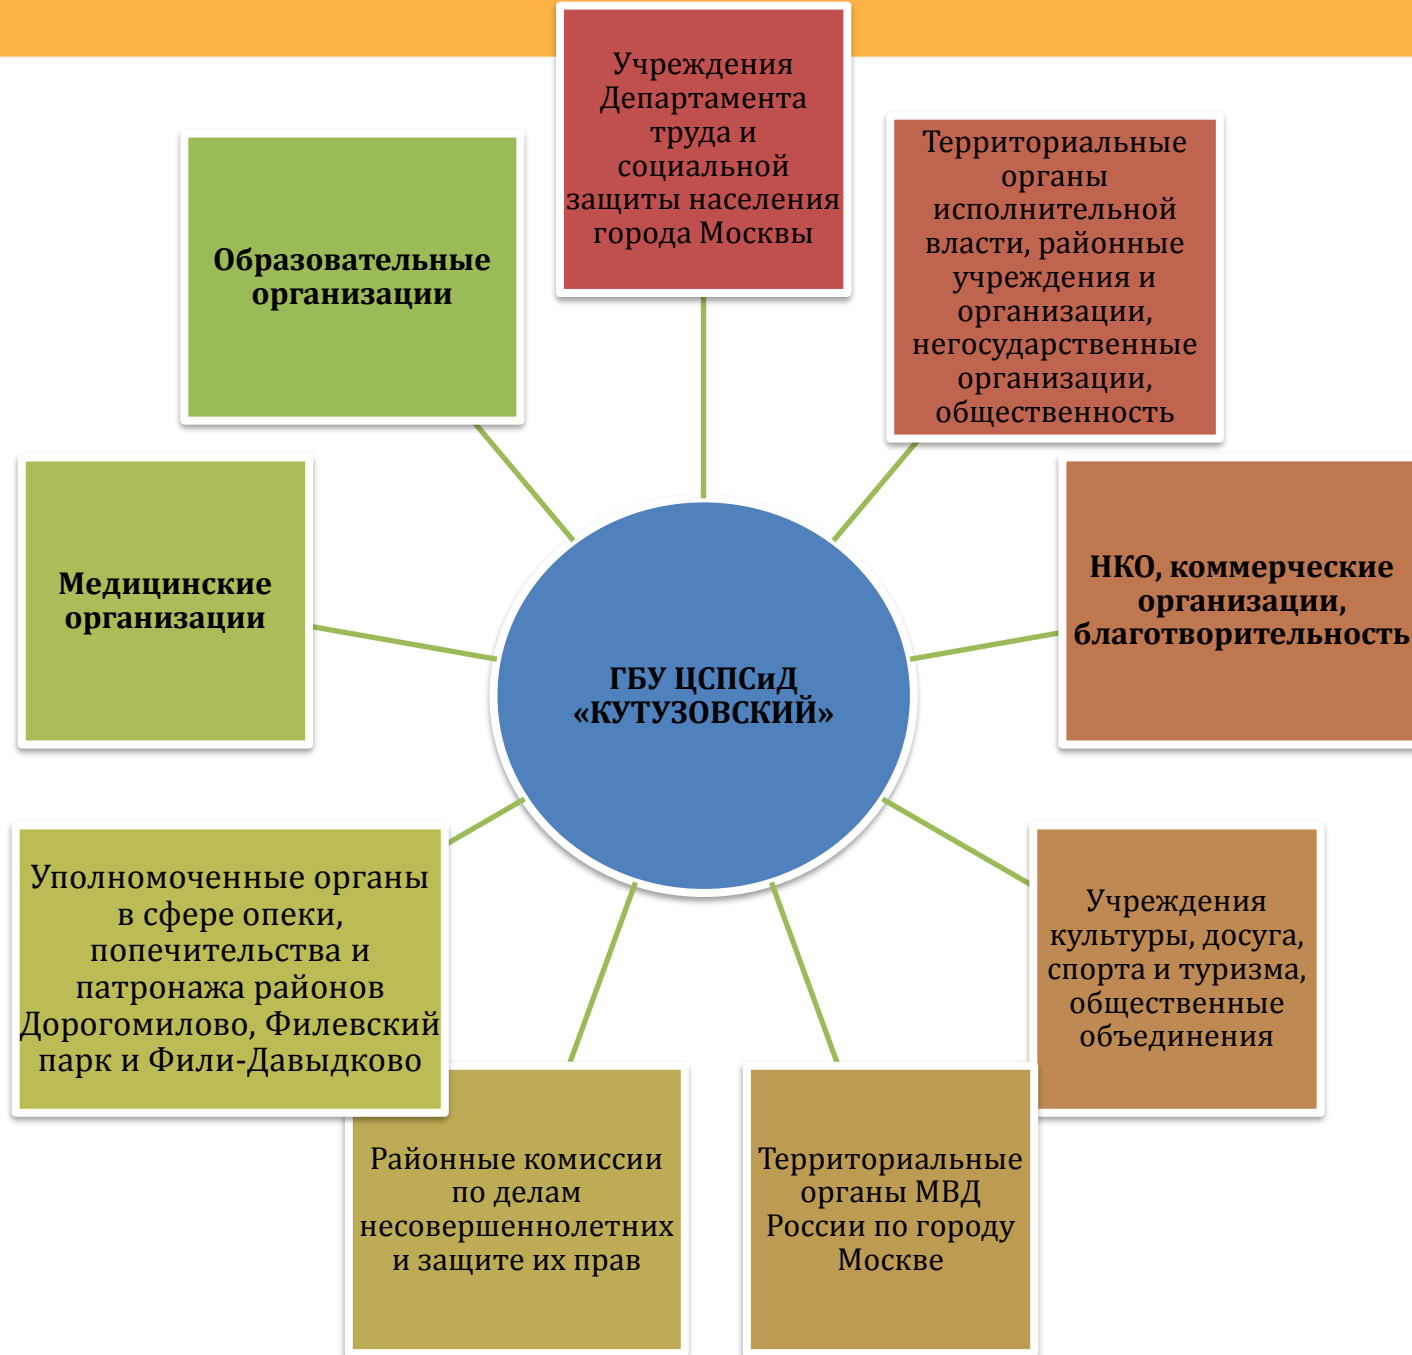 Учреждения
Департамента
труда и
социальной
защиты населения
города Москвы
Территориальные
органы
исполнительной
власти, районные
учреждения и
организации,
негосударственные
организации,
общественность
Образовательные
организации
НКО, коммерческие
организации,
благотворительность
Медицинские
организации
ГБУ ЦСПСиД
«КУТУЗОВСКИЙ»
Уполномоченные органы
в сфере опеки,
попечительства и
патронажа районов
Дорогомилово, Филевский
парк и Фили-Давыдково
Учреждения
культуры, досуга,
спорта и туризма,
общественные
объединения
Районные комиссии
по делам
несовершеннолетних
и защите их прав
Территориальные
органы МВД
России по городу
Москве